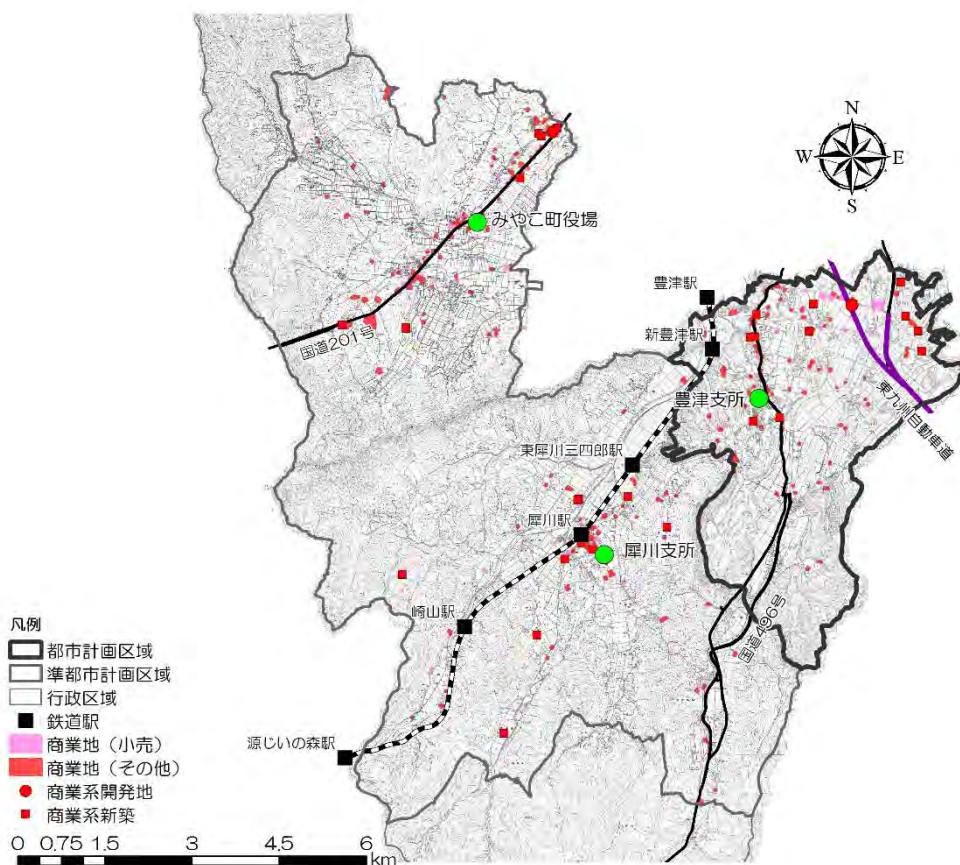 N
W E
S
みやこ町役場
豊津駅
新豊津駅
国道201号
豊津支所
東九州自動車道
東犀川三四郎駅
犀川駅
犀川支所
崎山駅
国道496号
源じいの森駅
凡例
都市計画区域
準都市計画区域
行政区域
鉄道駅
商業地（小売）
商業地（その他）
商業系開発地
商業系新築
0 0.75 1.5 3 4.5 6
km